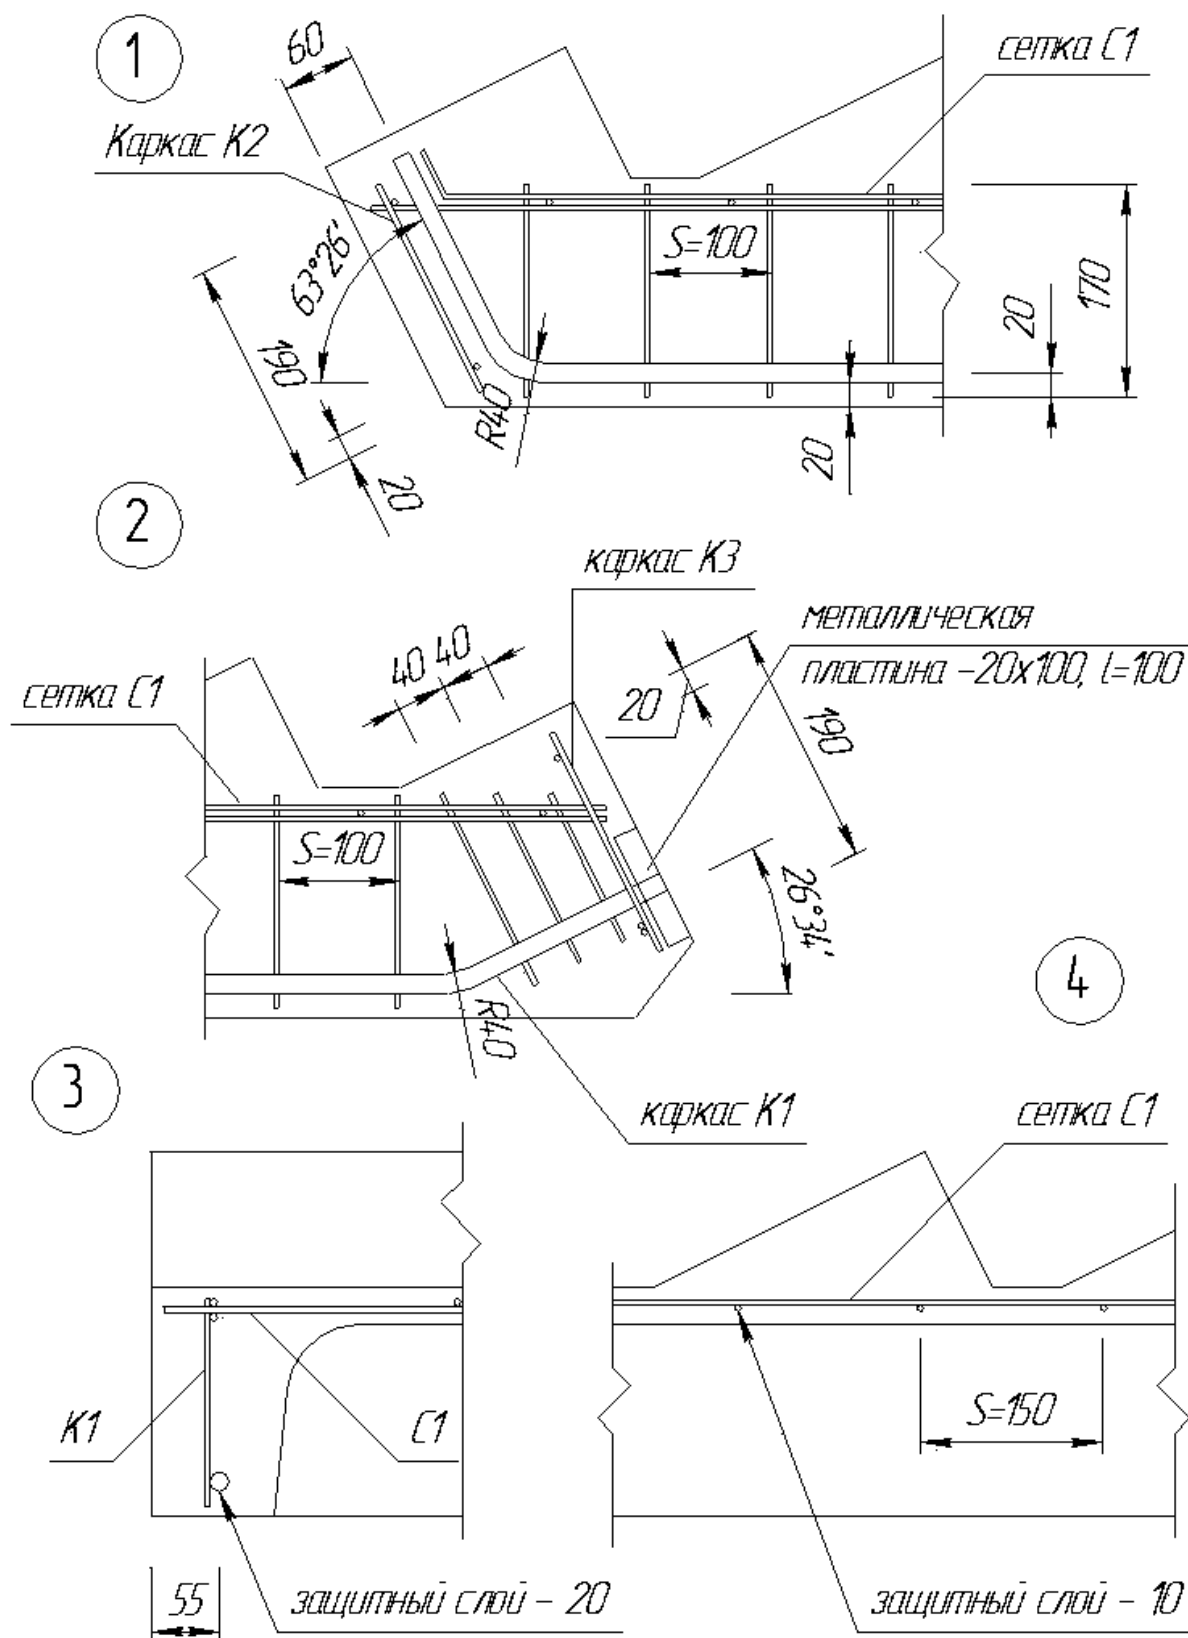 1
60
сетка С1
Каркас К2
S=100
63°26'
170
20
190
R40
20
20
2
каркас К3
металлическая
пластина –20х100, l=100
40 40
сетка С1
20
190
S=100
26°34'
4
R40
3
каркас К1
сетка С1
S=150
К1
С1
55
защитный слой – 20
защитный слой – 10